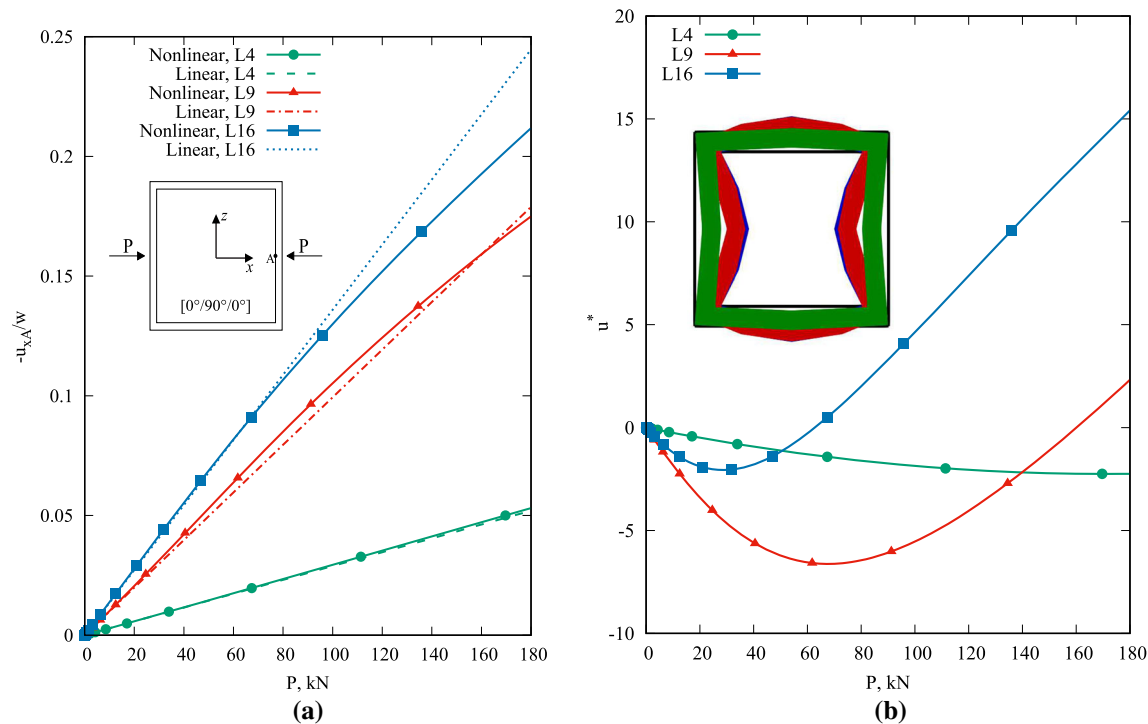 0.25
0.2
0.15
0.1
0.05
0
-u_xA/w
Nonlinear, L4
Linear, L4
Nonlinear, L9
Linear, L9
Nonlinear, L16
Linear, L16
z
P
P
A
x
[0°/90°/0°]
0 20 40 60 80 100 120 140 160 180
P, kN
(a)
20
15
10
5
0
-5
-10
u*
L4
L9
L16
0 20 40 60 80 100 120 140 160 180
P, kN
(b)